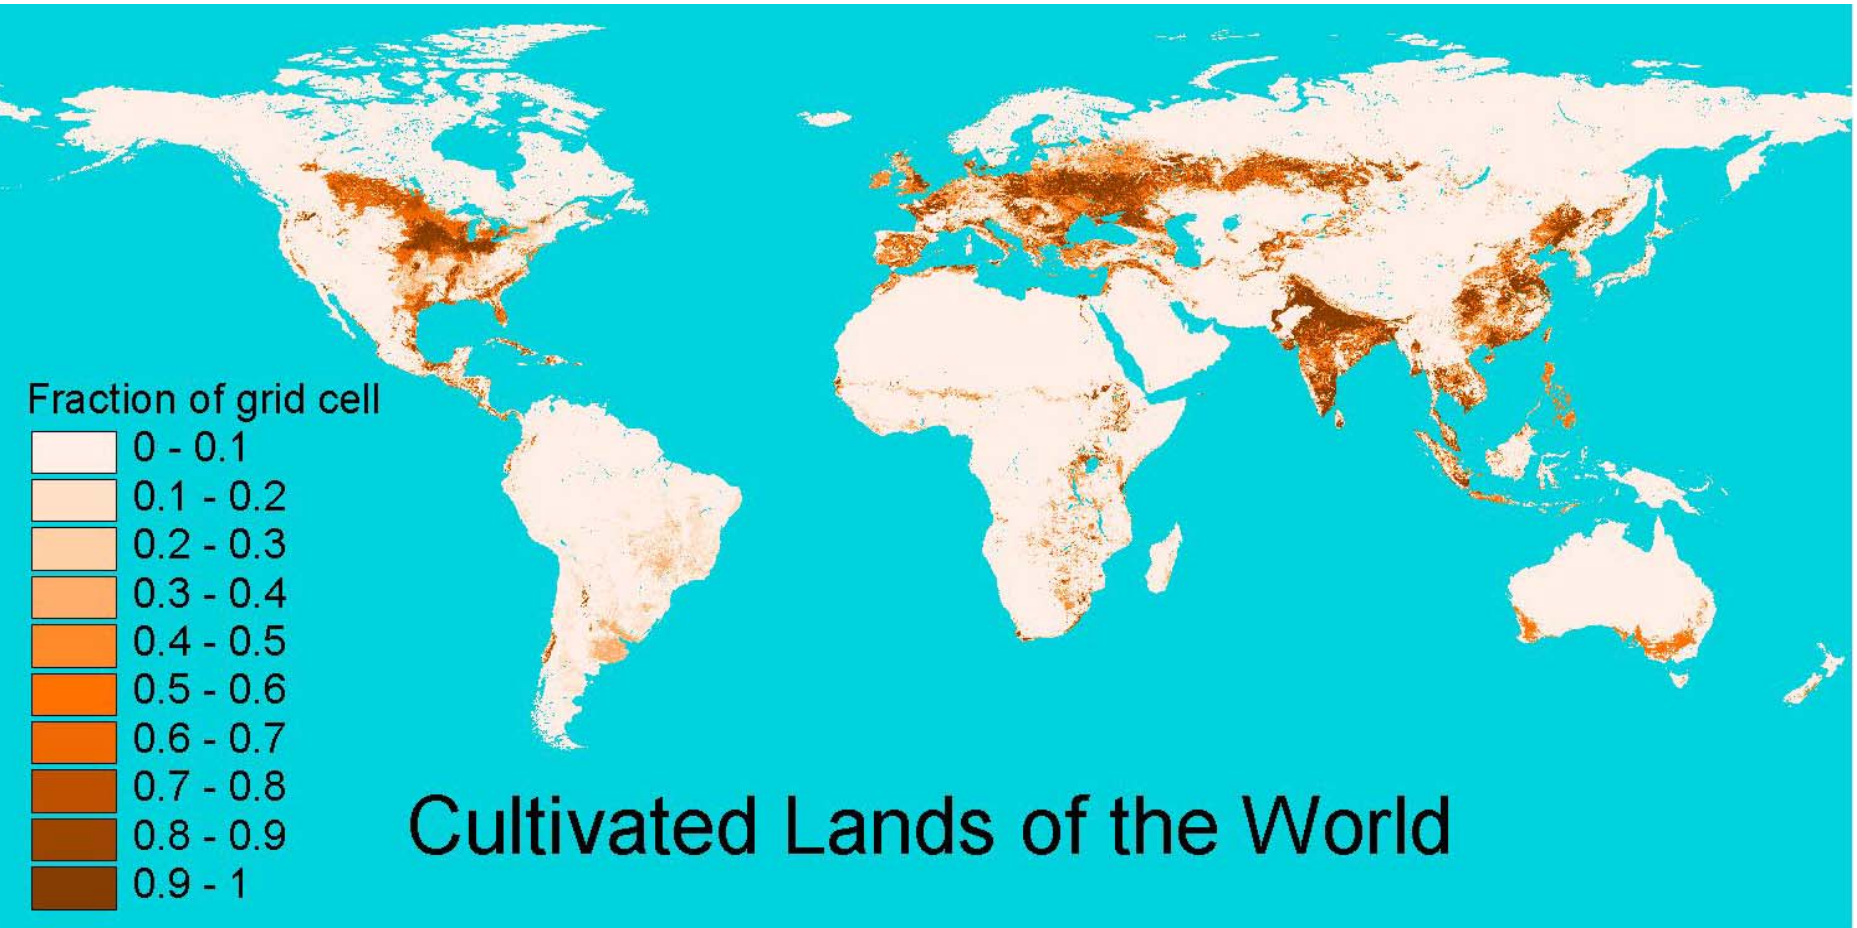 Fraction of grid cell
0 - 0.1
0.1 - 0.2
0.2 - 0.3
0.3 - 0.4
0.4 - 0.5
0.5 - 0.6
0.6 - 0.7
0.7 - 0.8
0.8 - 0.9
0.9 - 1
Cultivated Lands of the World